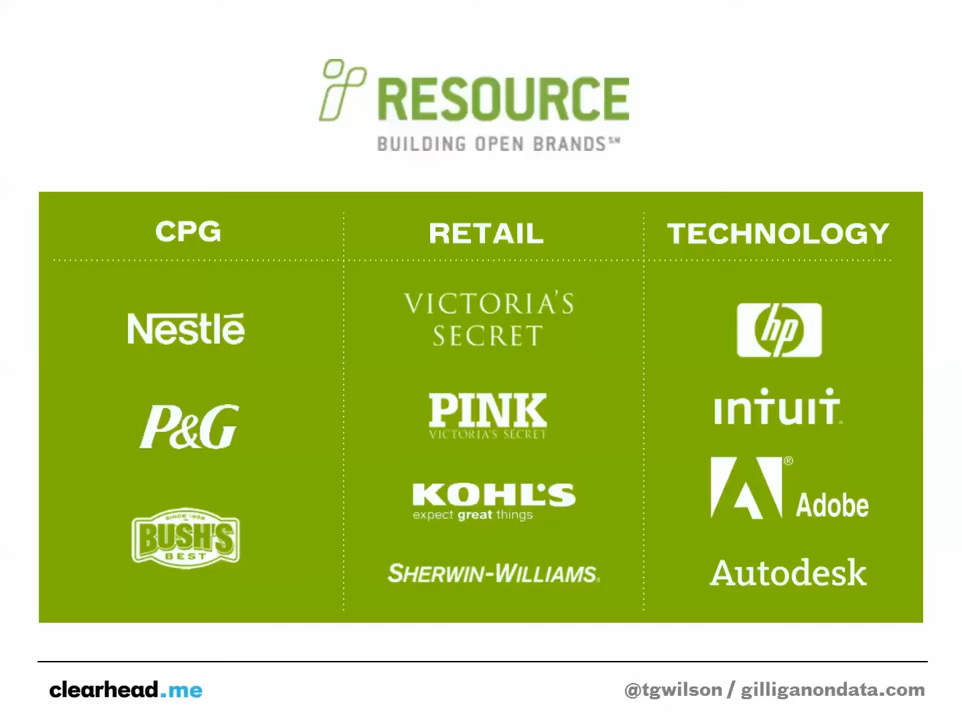 RESOURCE
BUILDING OPEN BRANDS℠
CPG
RETAIL
TECHNOLOGY
Nestlé
P&G
SINCE 1908
BUSH'S
BEST
VICTORIA'S
SECRET
PINK
VICTORIA'S SECRET
KOHL'S
expect great things
SHERWIN-WILLIAMS®
hp
intuit
Adobe
Autodesk
clearhead.me
@tgwilson / gilliganondata.com